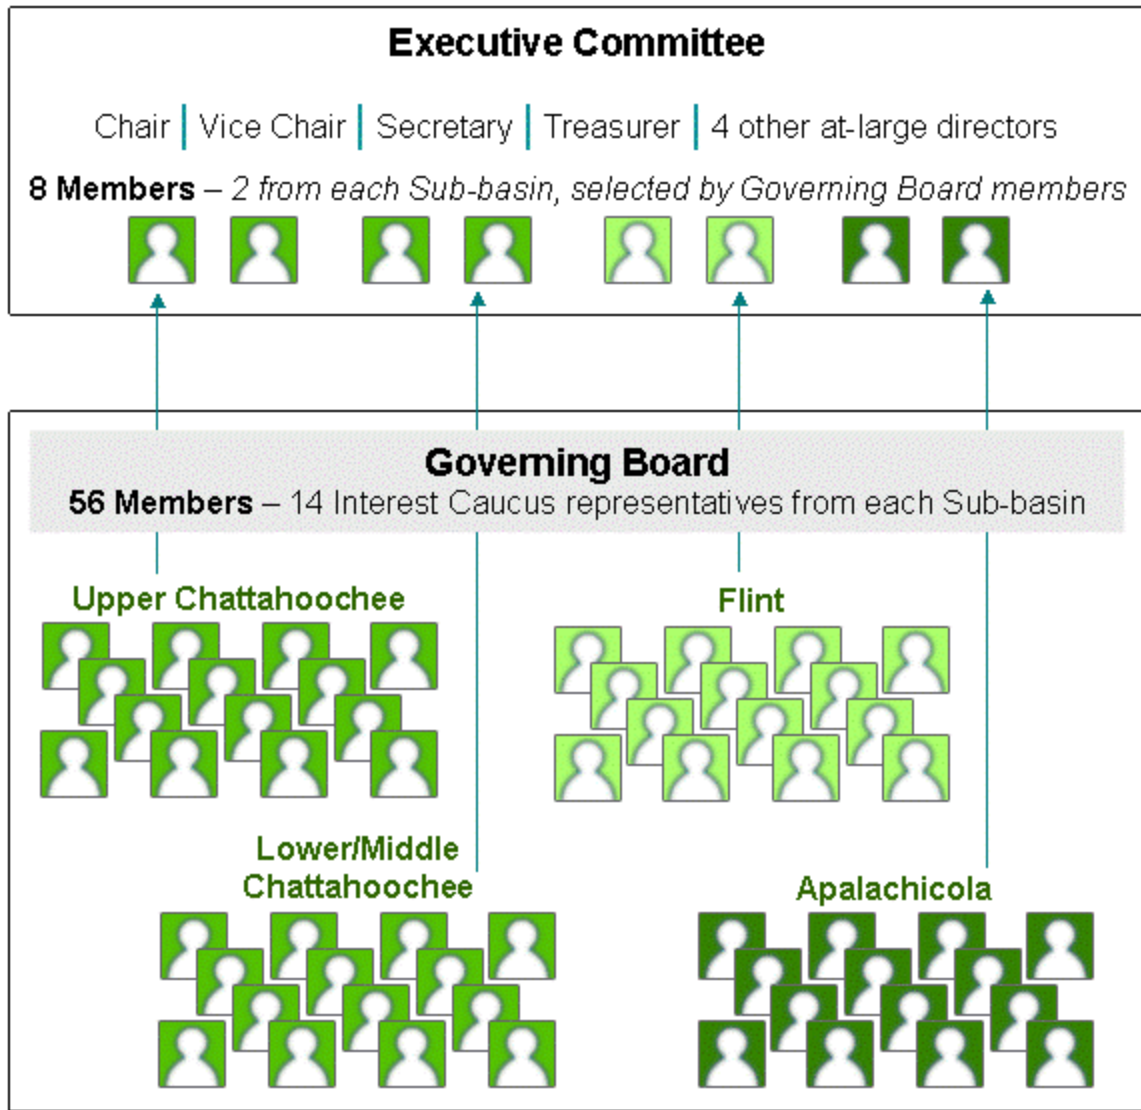 Executive Committee
Chair | Vice Chair | Secretary | Treasurer | 4 other at-large directors
8 Members – 2 from each Sub-basin, selected by Governing Board members
Governing Board
56 Members – 14 Interest Caucus representatives from each Sub-basin
Upper Chattahoochee
Flint
Lower/Middle
Chattahoochee
Apalachicola